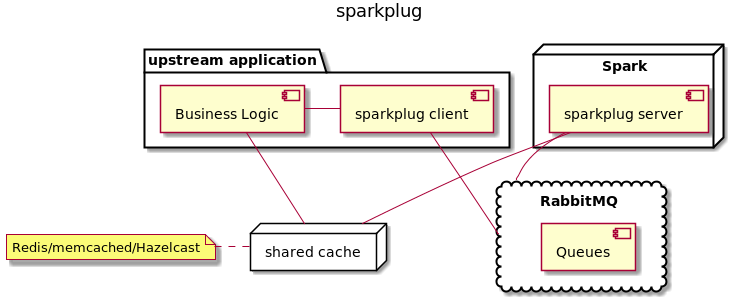 sparkplug
upstream application
Spark
Business Logic
sparkplug client
sparkplug server
RabbitMQ
Redis/memcached/Hazelcast
shared cache
Queues